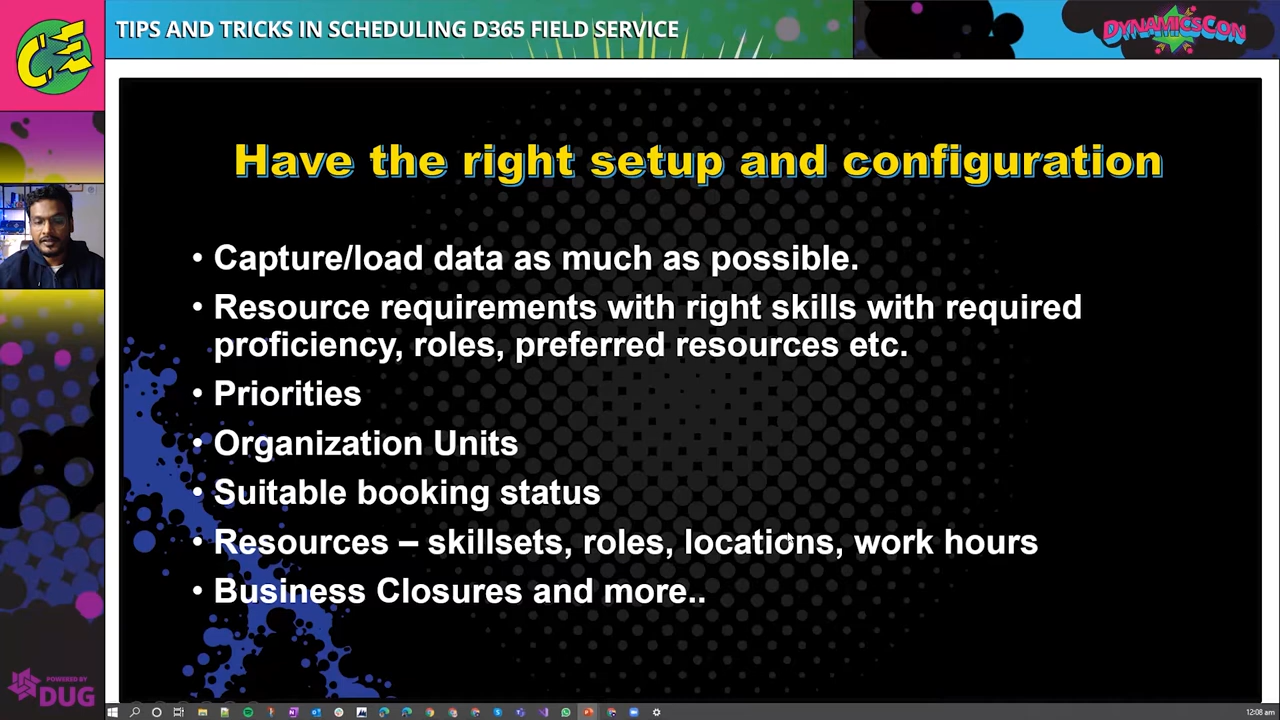 TIPS AND TRICKS IN SCHEDULING D365 FIELD SERVICE
DYNAMICSCON
CE
Have the right setup and configuration
• Capture/load data as much as possible.
• Resource requirements with right skills with required
proficiency, roles, preferred resources etc.
• Priorities
• Organization Units
• Suitable booking status
• Resources – skillsets, roles, locations, work hours
• Business Closures and more..
POWERED BY
DUG
12:08 am